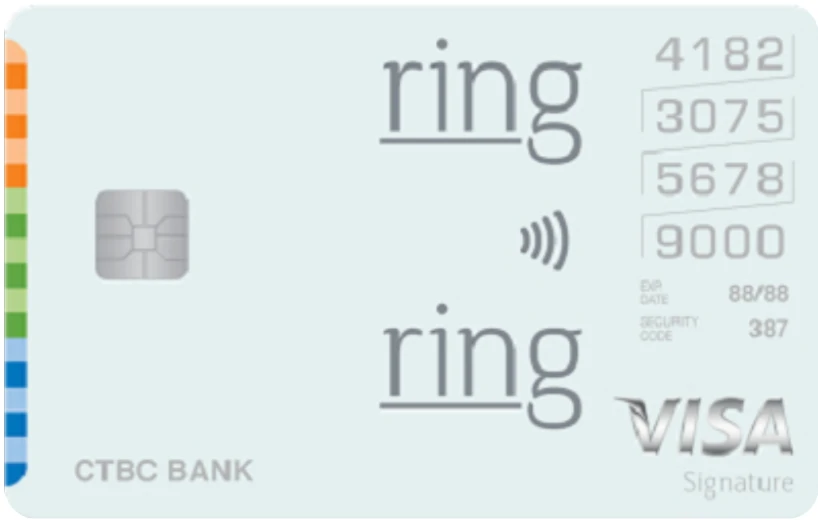 ring
4182
3075
5678
9000
EXP. DATE 88/88
SECURITY CODE 387
ring
VISA
Signature
CTBC BANK